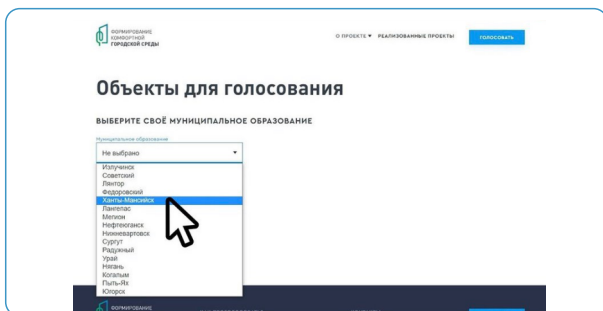 ФОРМИРОВАНИЕ
КОМФОРТНОЙ
ГОРОДСКОЙ СРЕДЫ
О ПРОЕКТЕ ▼ РЕАЛИЗОВАННЫЕ ПРОЕКТЫ
ГОЛОСОВАТЬ
Объекты для голосования
ВЫБЕРИТЕ СВОЁ МУНИЦИПАЛЬНОЕ ОБРАЗОВАНИЕ
Муниципальное образование
Не выбрано
Излучинск
Советский
Лянтор
Федоровский
Ханты-Мансийск
Лангепас
Мегион
Нефтеюганск
Нижневартовск
Сургут
Радужный
Урай
Нягань
Когалым
Пыть-Ях
Югорск
ФОРМИРОВАНИЕ